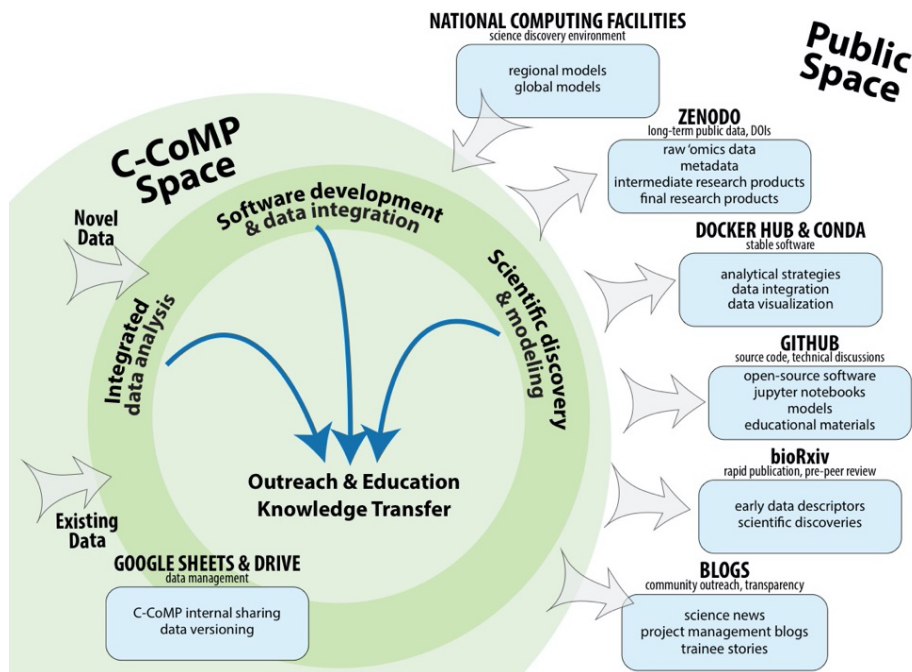 NATIONAL COMPUTING FACILITIES
science discovery environment
regional models
global models
Public
Space
ZENODO
long-term public data, DOIs
raw 'omics data
metadata
intermediate research products
final research products
C-CoMP
Space
Software development
& data integration
Novel
Data
DOCKER HUB & CONDA
stable software
analytical strategies
data integration
data visualization
Integrated
data analysis
Scientific discovery
& modeling
GITHUB
source code, technical discussions
open-source software
jupyter notebooks
models
educational materials
Outreach & Education
Knowledge Transfer
bioRxiv
rapid publication, pre-peer review
early data descriptors
scientific discoveries
Existing
Data
GOOGLE SHEETS & DRIVE
data management
C-CoMP internal sharing
data versioning
BLOGS
community outreach, transparency
science news
project management blogs
trainee stories